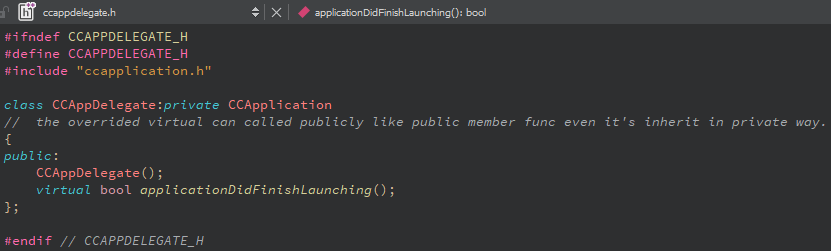 ccappdelegate.h applicationDidFinishLaunching(): bool
#ifndef CCAPPDELEGATE_H
#define CCAPPDELEGATE_H
#include "ccapplication.h"
class CCAppDelegate:private CCApplication
//  the overrided virtual can called publicly like public member func even it's inherit in private way.
{
public:
    CCAppDelegate();
    virtual bool applicationDidFinishLaunching();
};
#endif // CCAPPDELEGATE_H